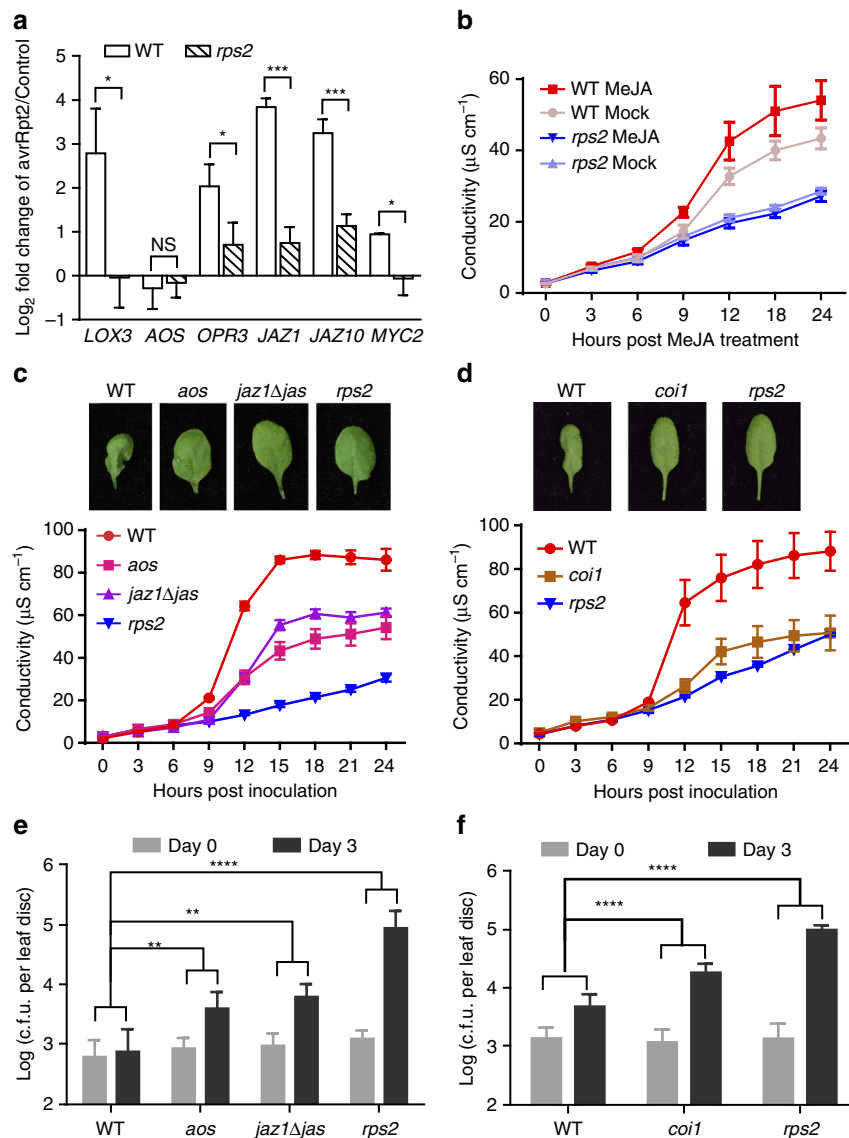 a
WT rps2
Log2 fold change of avrRpt2/Control
5
4
3
2
1
0
−1
* NS * *** *** *
LOX3 AOS OPR3 JAZ1 JAZ10 MYC2
b
Conductivity (μS cm−1)
60
40
20
0
WT MeJA
WT Mock
rps2 MeJA
rps2 Mock
0 3 6 9 12 18 24
Hours post MeJA treatment
c
WT aos jaz1Δjas rps2
Conductivity (μS cm−1)
100
80
60
40
20
0
WT
aos
jaz1Δjas
rps2
0 3 6 9 12 15 18 21 24
Hours post inoculation
d
WT coi1 rps2
Conductivity (μS cm−1)
100
80
60
40
20
0
WT
coi1
rps2
0 3 6 9 12 15 18 21 24
Hours post inoculation
e
Day 0 Day 3
Log (c.f.u. per leaf disc)
6
5
4
3
2
****
**
**
WT aos jaz1Δjas rps2
f
Day 0 Day 3
Log (c.f.u. per leaf disc)
6
5
4
3
2
****
****
WT coi1 rps2